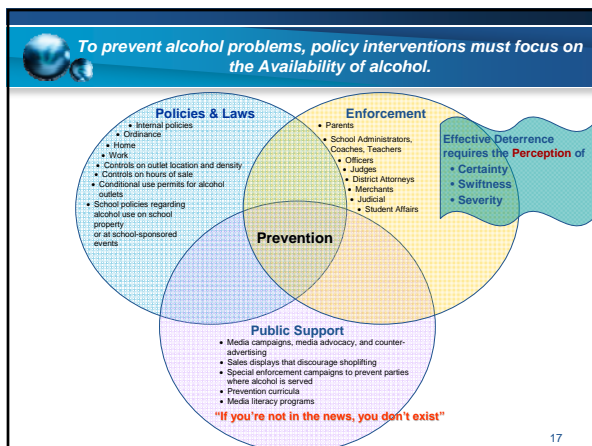 To prevent alcohol problems, policy interventions must focus on
the Availability of alcohol.
Policies & Laws
• Internal policies
• Ordinance
• Home
• Work
• Controls on outlet location and density
• Controls on hours of sale
• Conditional use permits for alcohol
outlets
• School policies regarding
alcohol use on school
property
or at school-sponsored
events
Enforcement
• Parents
• School Administrators,
Coaches, Teachers
• Officers
• Judges
• District Attorneys
• Merchants
• Judicial
• Student Affairs
Effective Deterrence
requires the Perception of
• Certainty
• Swiftness
• Severity
Prevention
Public Support
• Media campaigns, media advocacy, and counter-
advertising
• Sales displays that discourage shoplifting
• Special enforcement campaigns to prevent parties
where alcohol is served
• Prevention curricula
• Media literacy programs
“If you’re not in the news, you don’t exist”
17